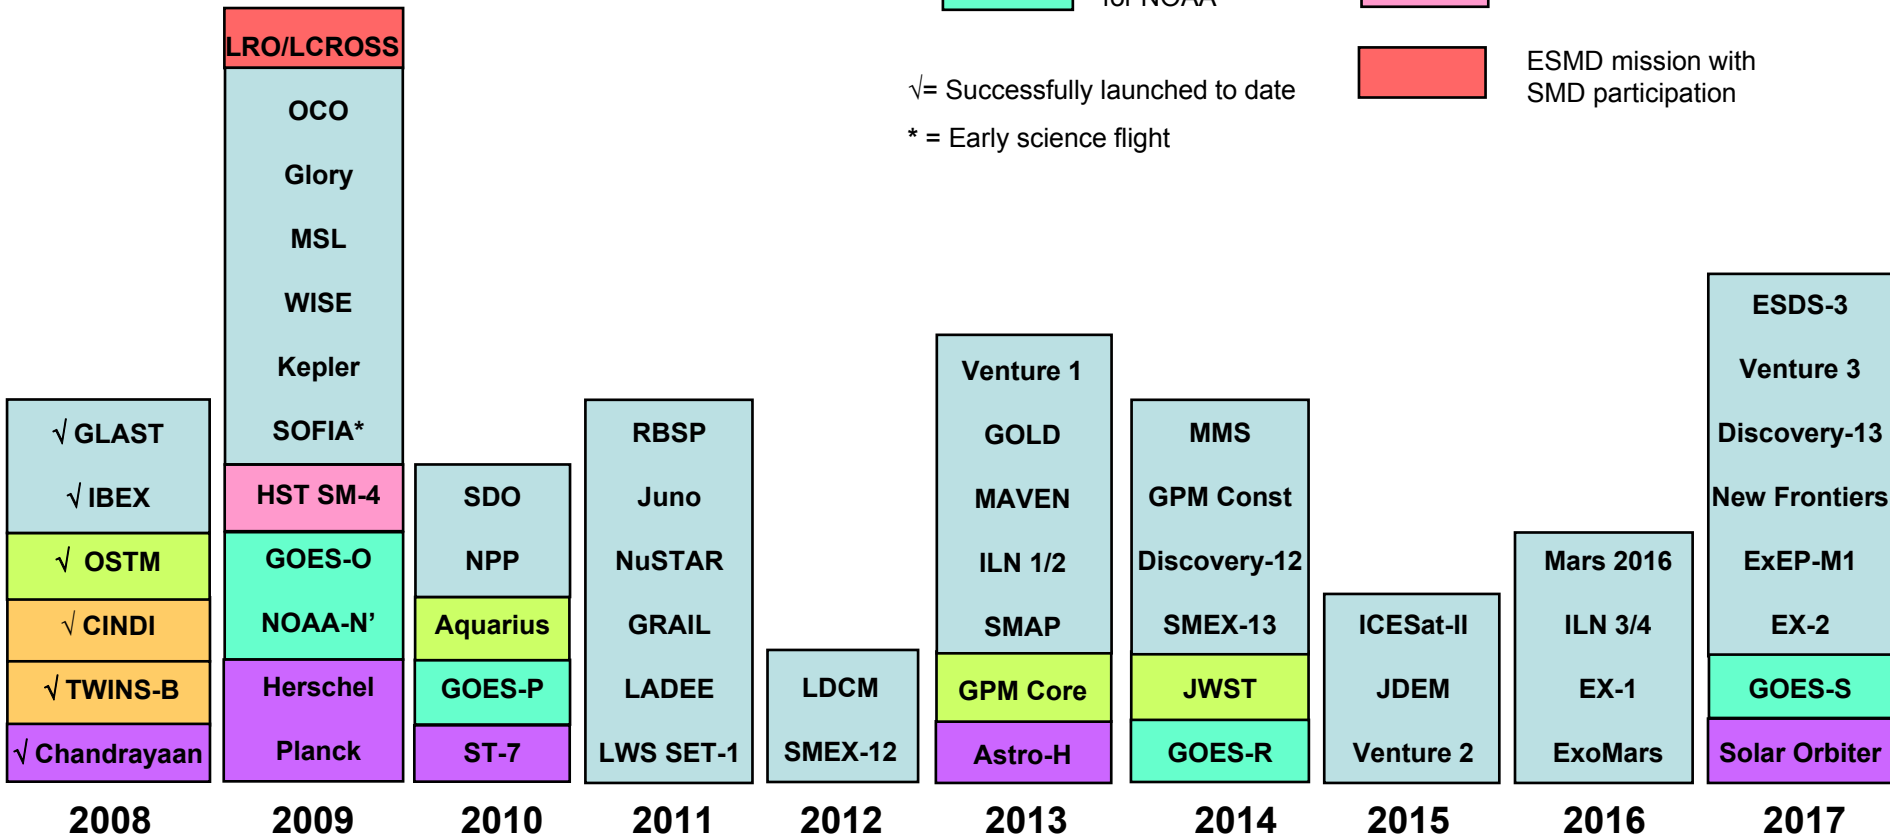 for NOAA
√= Successfully launched to date
* = Early science flight
ESMD mission with
SMD participation
√ GLAST
√ IBEX
√ OSTM
√ CINDI
√ TWINS-B
√ Chandrayaan
2008
LRO/LCROSS
OCO
Glory
MSL
WISE
Kepler
SOFIA*
HST SM-4
GOES-O
NOAA-N’
Herschel
Planck
2009
SDO
NPP
Aquarius
GOES-P
ST-7
2010
RBSP
Juno
NuSTAR
GRAIL
LADEE
LWS SET-1
2011
LDCM
SMEX-12
2012
Venture 1
GOLD
MAVEN
ILN 1/2
SMAP
GPM Core
Astro-H
2013
MMS
GPM Const
Discovery-12
SMEX-13
JWST
GOES-R
2014
ICESat-II
JDEM
Venture 2
2015
Mars 2016
ILN 3/4
EX-1
ExoMars
2016
ESDS-3
Venture 3
Discovery-13
New Frontiers
ExEP-M1
EX-2
GOES-S
Solar Orbiter
2017